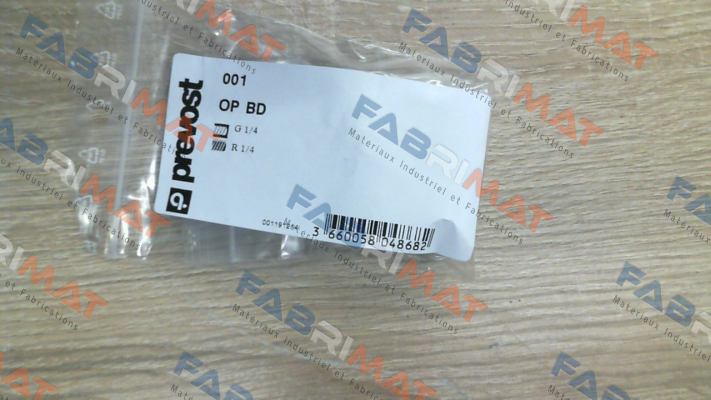 prevost
001
OP BD
G 1/4
R 1/4
3 660058 048682
FABRIMAT
Matériaux Industriel et Fabrications